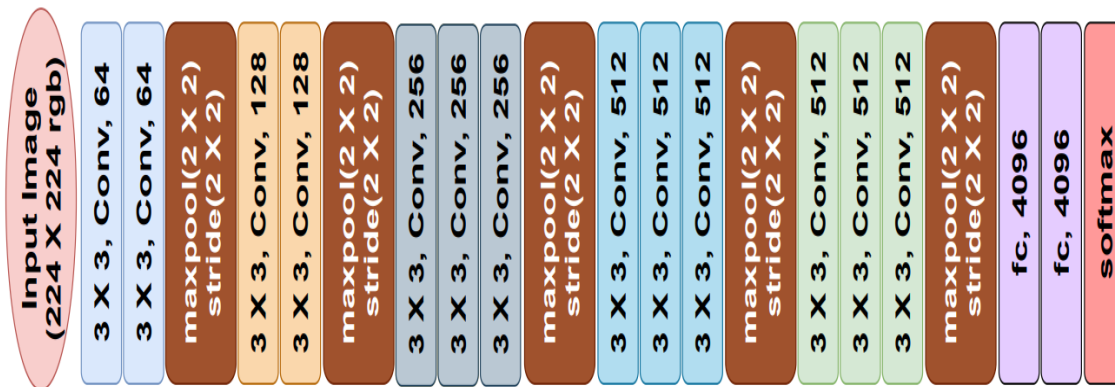 Input Image
(224 X 224 rgb)
3 X 3, Conv, 64
3 X 3, Conv, 64
maxpool(2 X 2)
stride(2 X 2)
3 X 3, Conv, 128
3 X 3, Conv, 128
maxpool(2 X 2)
stride(2 X 2)
3 X 3, Conv, 256
3 X 3, Conv, 256
3 X 3, Conv, 256
maxpool(2 X 2)
stride(2 X 2)
3 X 3, Conv, 512
3 X 3, Conv, 512
3 X 3, Conv, 512
maxpool(2 X 2)
stride(2 X 2)
3 X 3, Conv, 512
3 X 3, Conv, 512
3 X 3, Conv, 512
maxpool(2 X 2)
stride(2 X 2)
fc, 4096
fc, 4096
softmax